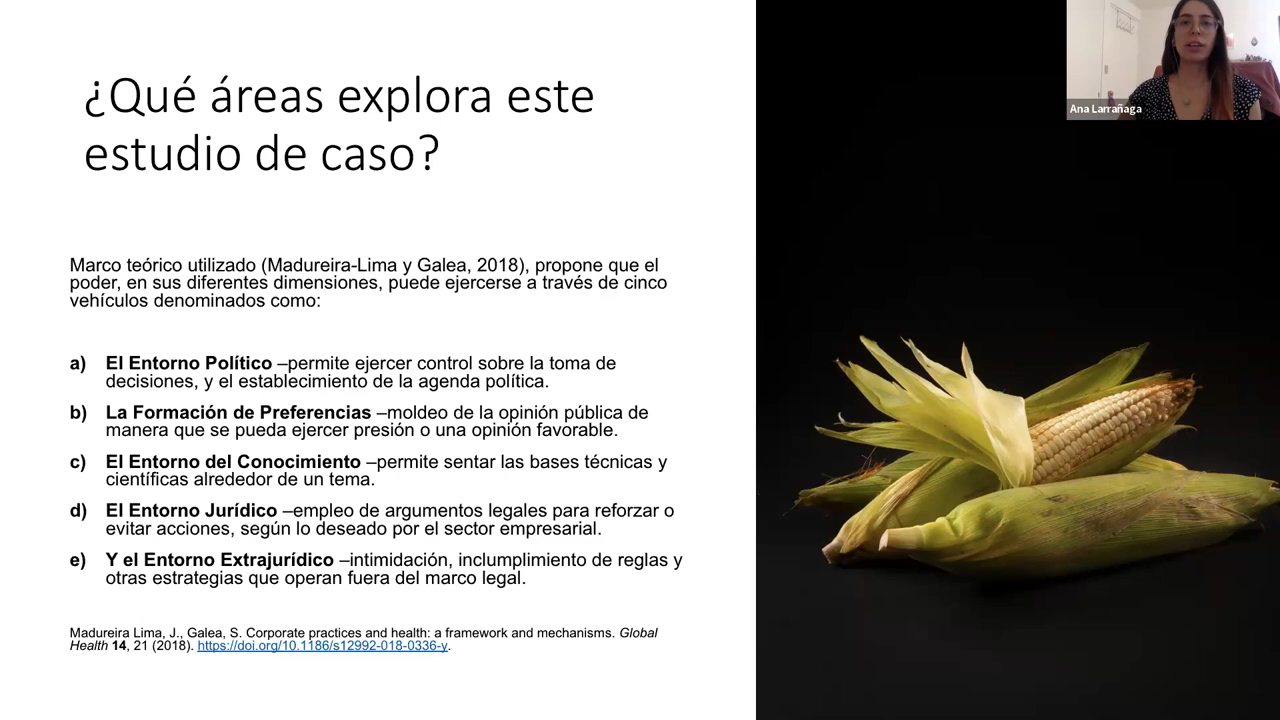 ¿Qué áreas explora este
estudio de caso?
Marco teórico utilizado (Madureira-Lima y Galea, 2018), propone que el
poder, en sus diferentes dimensiones, puede ejercerse a través de cinco
vehículos denominados como:
a) El Entorno Político –permite ejercer control sobre la toma de
decisiones, y el establecimiento de la agenda política.
b) La Formación de Preferencias –moldeo de la opinión pública de
manera que se pueda ejercer presión o una opinión favorable.
c) El Entorno del Conocimiento –permite sentar las bases técnicas y
científicas alrededor de un tema.
d) El Entorno Jurídico –empleo de argumentos legales para reforzar o
evitar acciones, según lo deseado por el sector empresarial.
e) Y el Entorno Extrajurídico –intimidación, inclumplimiento de reglas y
otras estrategias que operan fuera del marco legal.
Madureira Lima, J., Galea, S. Corporate practices and health: a framework and mechanisms. Global
Health 14, 21 (2018). https://doi.org/10.1186/s12992-018-0336-y.
Ana Larrañaga